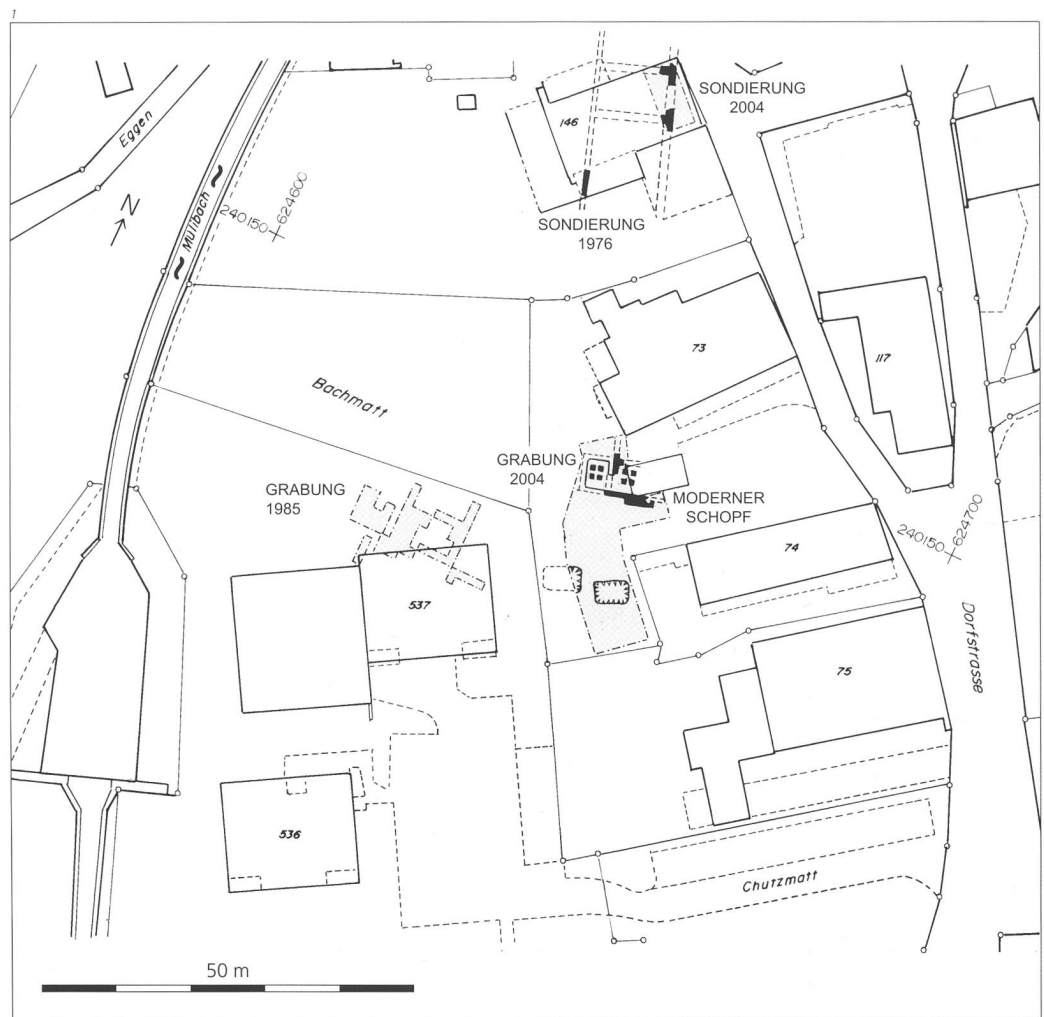 1
SONDIERUNG
2004
146
Eggen
N
Mülibach
240150
624600
SONDIERUNG
1976
73
117
Bachmatt
GRABUNG
2004
GRABUNG
1985
MODERNER
SCHOPF
240150
624700
74
537
Dorfstrasse
75
536
Chutzmatt
50 m